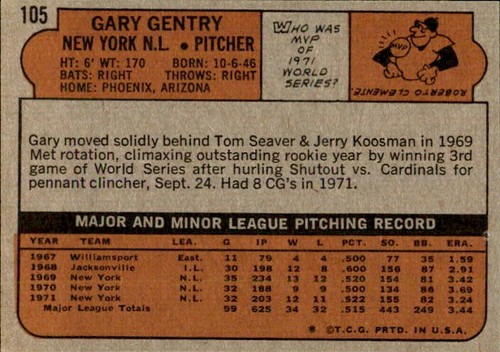 105
GARY GENTRY
NEW YORK N.L. • PITCHER
HT: 6' WT: 170 BORN: 10-6-46
BATS: RIGHT THROWS: RIGHT
HOME: PHOENIX, ARIZONA
WHO WAS
MVP
OF
1971
WORLD
SERIES?
MVP
ROBERTO CLEMENTE
Gary moved solidly behind Tom Seaver & Jerry Koosman in 1969
Met rotation, climaxing outstanding rookie year by winning 3rd
game of World Series after hurling Shutout vs. Cardinals for
pennant clincher, Sept. 24. Had 8 CG's in 1971.
MAJOR AND MINOR LEAGUE PITCHING RECORD
YEAR TEAM LEA. G IP W L PCT. SO. BB. ERA.
1967 Williamsport East. 11 79 4 4 .500 77 35 1.59
1968 Jacksonville I.L. 30 198 12 8 .600 156 87 2.91
1969 New York N.L. 35 234 13 12 .520 154 81 3.42
1970 New York N.L. 32 188 9 9 .500 134 86 3.69
1971 New York N.L. 32 203 12 11 .522 155 82 3.24
Major League Totals 99 625 34 32 .515 443 249 3.44
©T.C.G. PRTD. IN U.S.A.